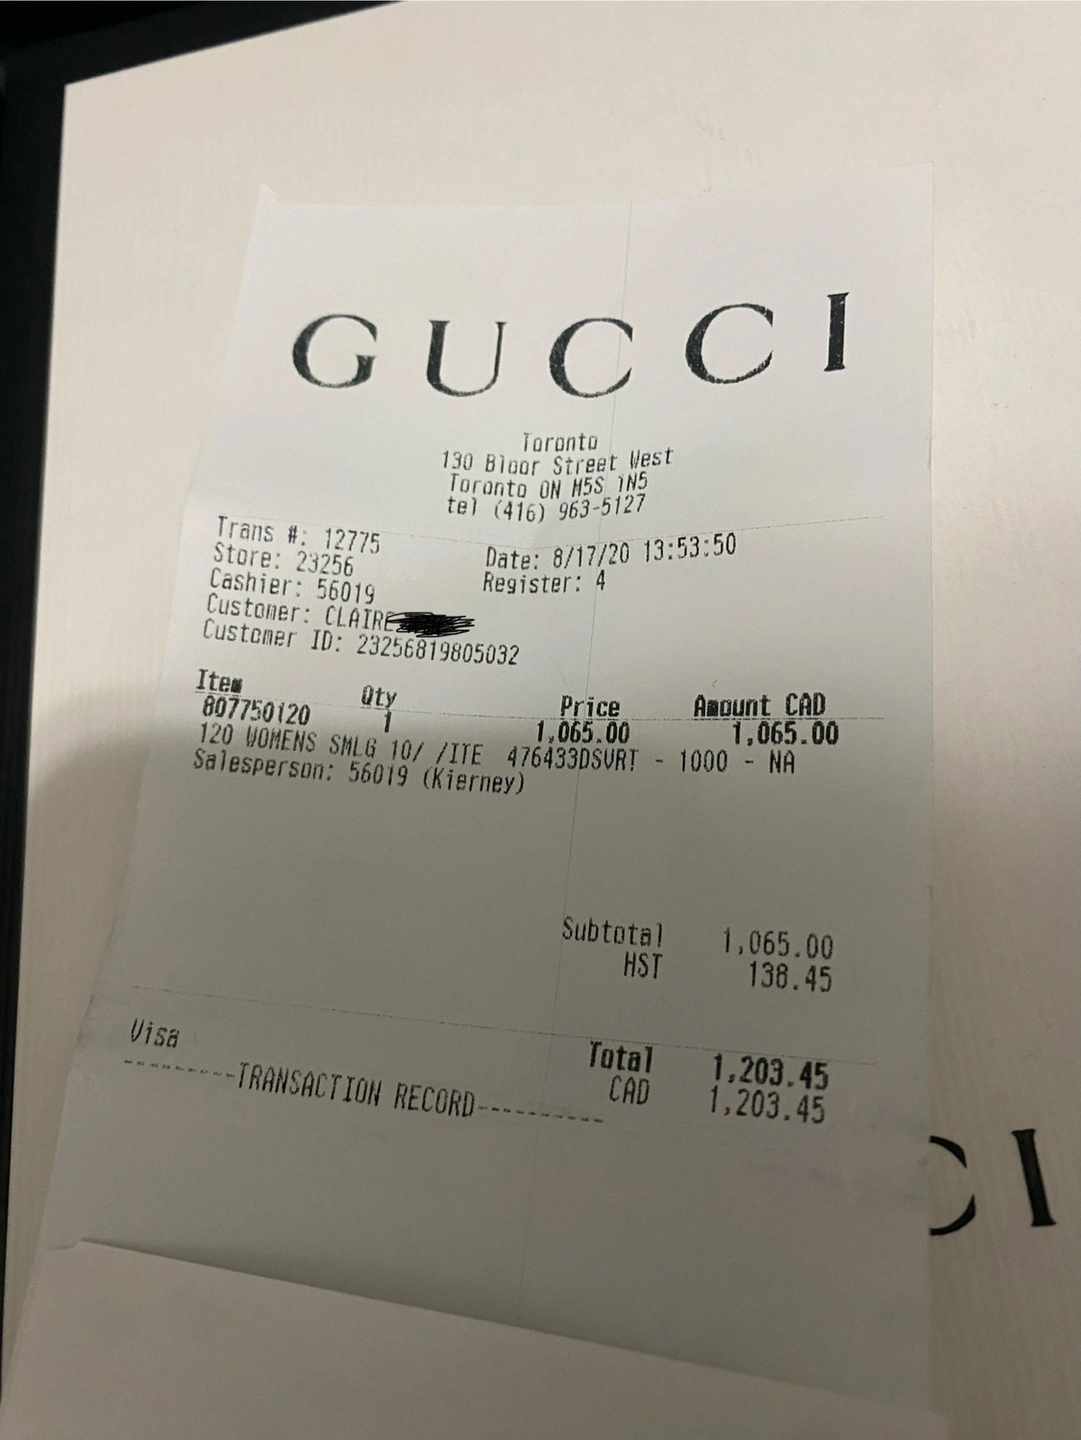 GUCCI
Toronto
130 Bloor Street West
Toronto ON M5S 1N5
tel (416) 963-5127
Trans #: 12775
Store: 23256 Date: 8/17/20 13:53:50
Cashier: 56019 Register: 4
Customer: CLAIRE
Customer ID: 23256819805032
Item Qty Price Amount CAD
807750120 1 1,065.00 1,065.00
120 WOMENS SMLG 10/ /ITE 476433DSVRT - 1000 - NA
Salesperson: 56019 (Kierney)
Subtotal 1,065.00
HST 138.45
Total 1,203.45
Visa CAD 1,203.45
---------TRANSACTION RECORD----------
CI